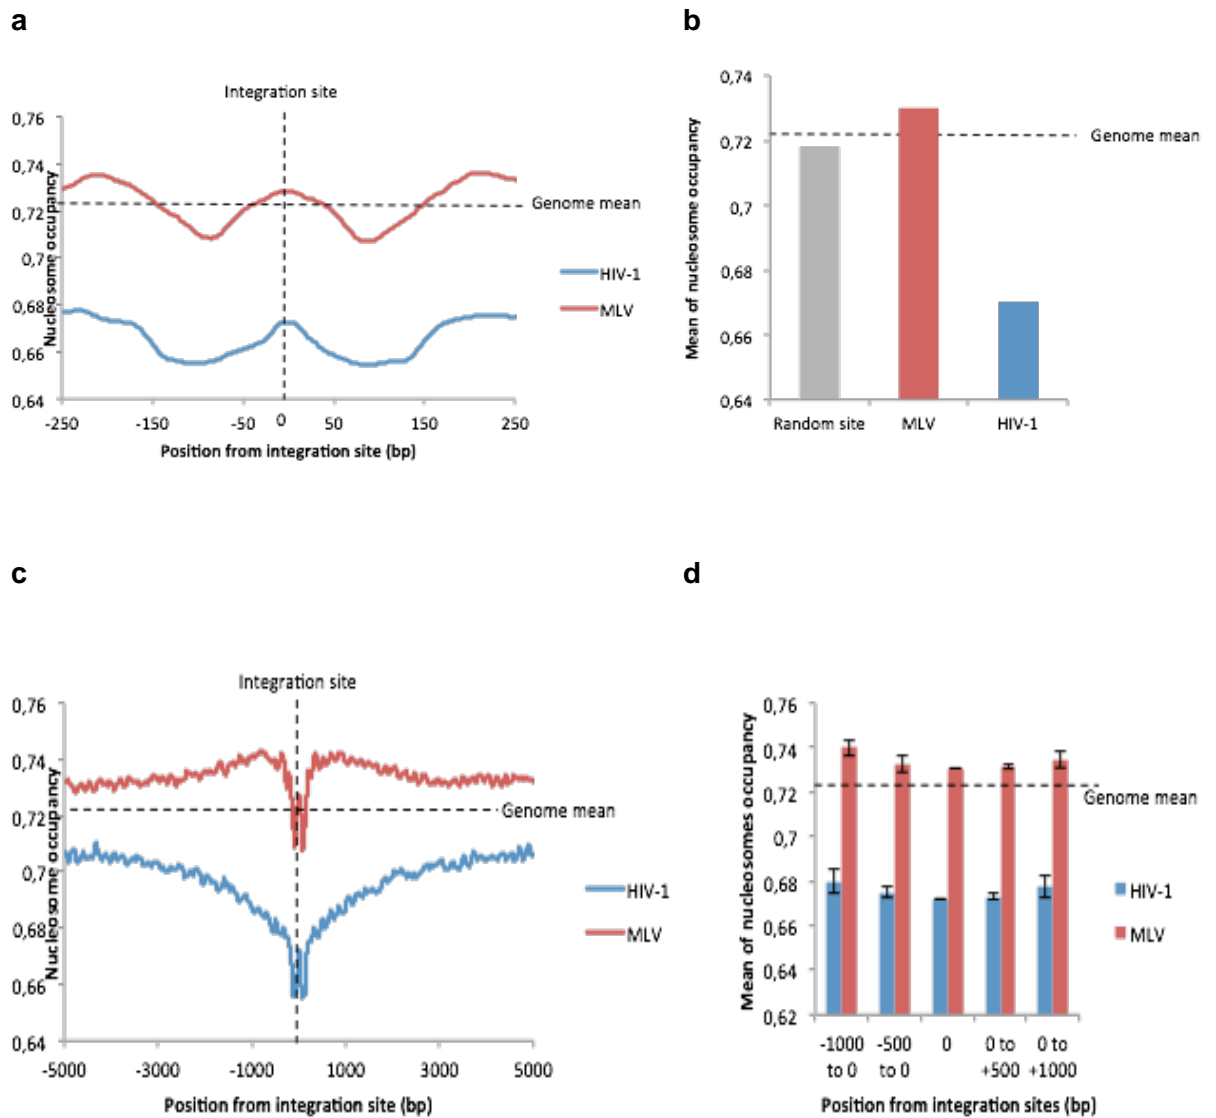 a
Integration site
0,76
0,74
0,72
0,7
0,68
0,66
0,64
Nucleosome occupancy
Genome mean
HIV-1
MLV
-250
-150
-50
0
50
150
250
Position from integration site (bp)
b
0,74
0,72
0,7
0,68
0,66
0,64
Mean of nucleosome occupancy
Genome mean
Random site
MLV
HIV-1
c
Integration site
0,76
0,74
0,72
0,7
0,68
0,66
0,64
Nucleosome occupancy
Genome mean
HIV-1
MLV
-5000
-3000
-1000
1000
3000
5000
Position from integration site (bp)
d
0,76
0,74
0,72
0,7
0,68
0,66
0,64
0,62
Mean of nucleosomes occupancy
Genome mean
HIV-1
MLV
-1000
to 0
-500
to 0
0
0 to
+500
0 to
+1000
Position from integration sites (bp)